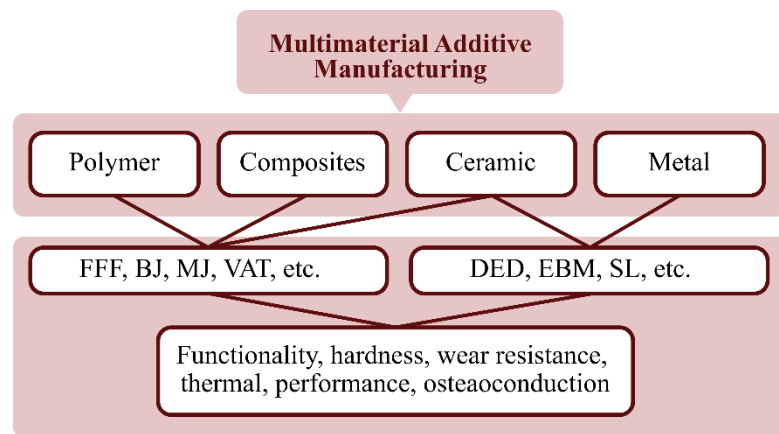 Multimaterial Additive
Manufacturing
Polymer
Composites
Ceramic
Metal
FFF, BJ, MJ, VAT, etc.
DED, EBM, SL, etc.
Functionality, hardness, wear resistance,
thermal, performance, osteaoconduction